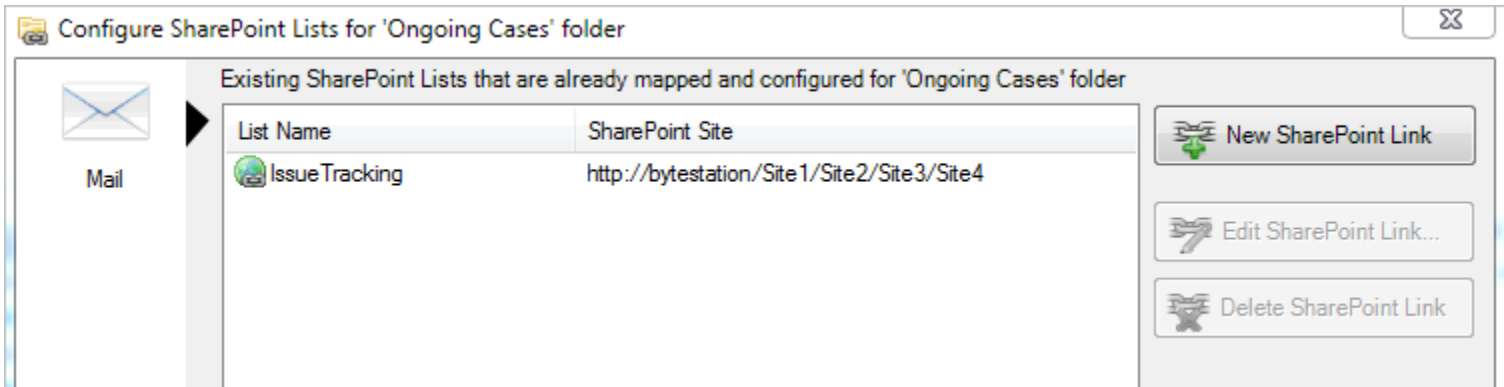 Configure SharePoint Lists for 'Ongoing Cases' folder
Existing SharePoint Lists that are already mapped and configured for 'Ongoing Cases' folder
Mail
List Name SharePoint Site
IssueTracking http://bytestation/Site1/Site2/Site3/Site4
New SharePoint Link
Edit SharePoint Link...
Delete SharePoint Link